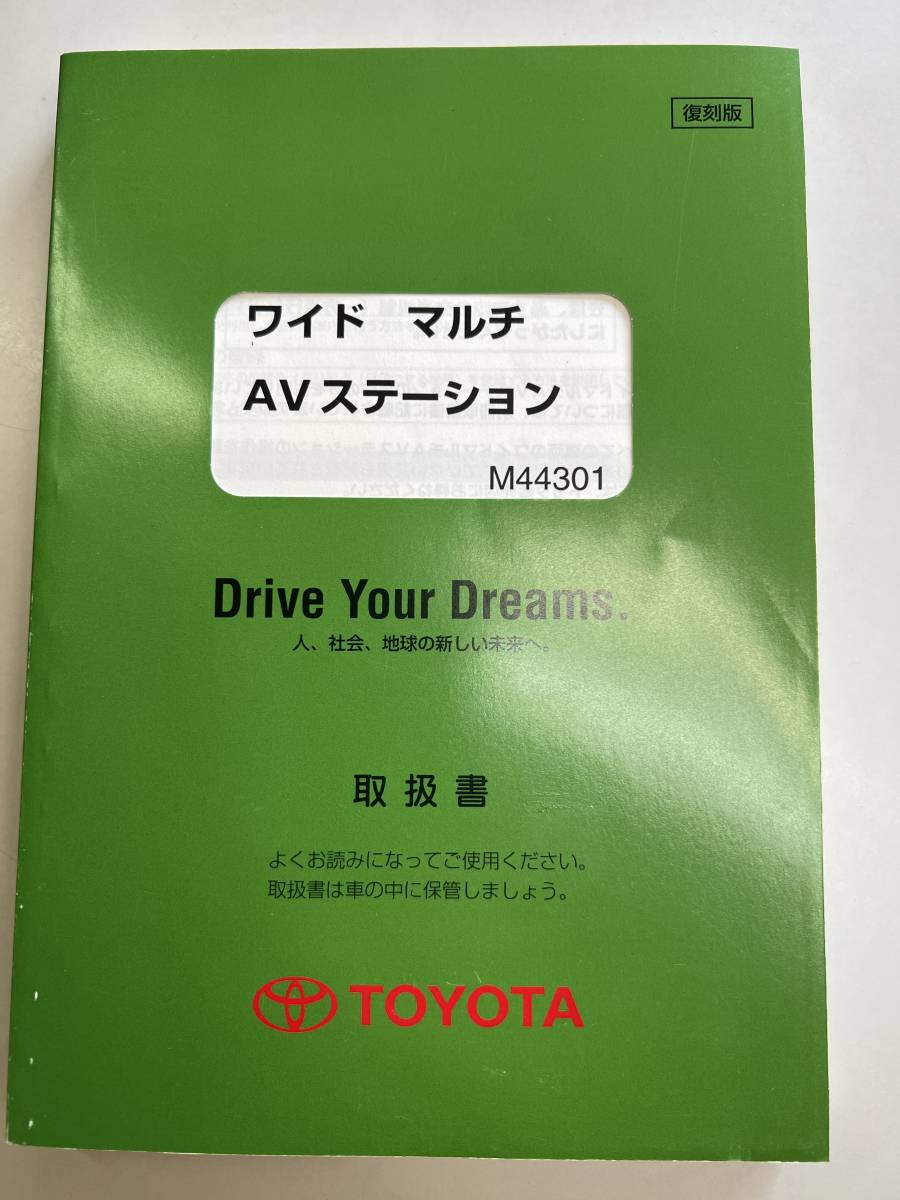 復刻版
ワイド マルチ
AVステーション
M44301
Drive Your Dreams.
人、社会、地球の新しい未来へ。
取扱書
よくお読みになってご使用ください。
取扱書は車の中に保管しましょう。
TOYOTA